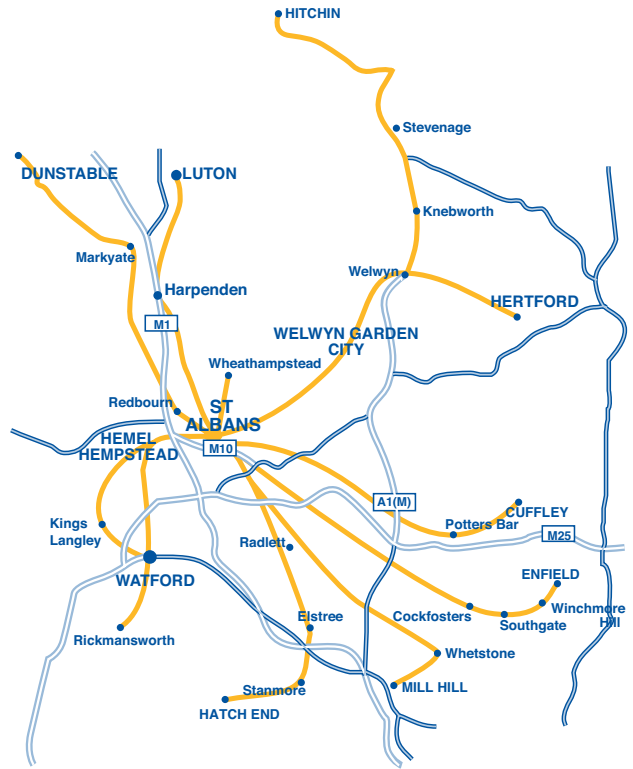 HITCHIN
Stevenage
DUNSTABLE
LUTON
Knebworth
Markyate
Welwyn
Harpenden
HERTFORD
M1
WELWYN GARDEN
CITY
Wheathampstead
Redbourn
ST
ALBANS
HEMEL
HEMPSTEAD
M10
A1(M)
CUFFLEY
Kings
Langley
Potters Bar
M25
Radlett
WATFORD
ENFIELD
Cockfosters
Winchmore
Hill
Southgate
Elstree
Rickmansworth
Whetstone
Stanmore
MILL HILL
HATCH END